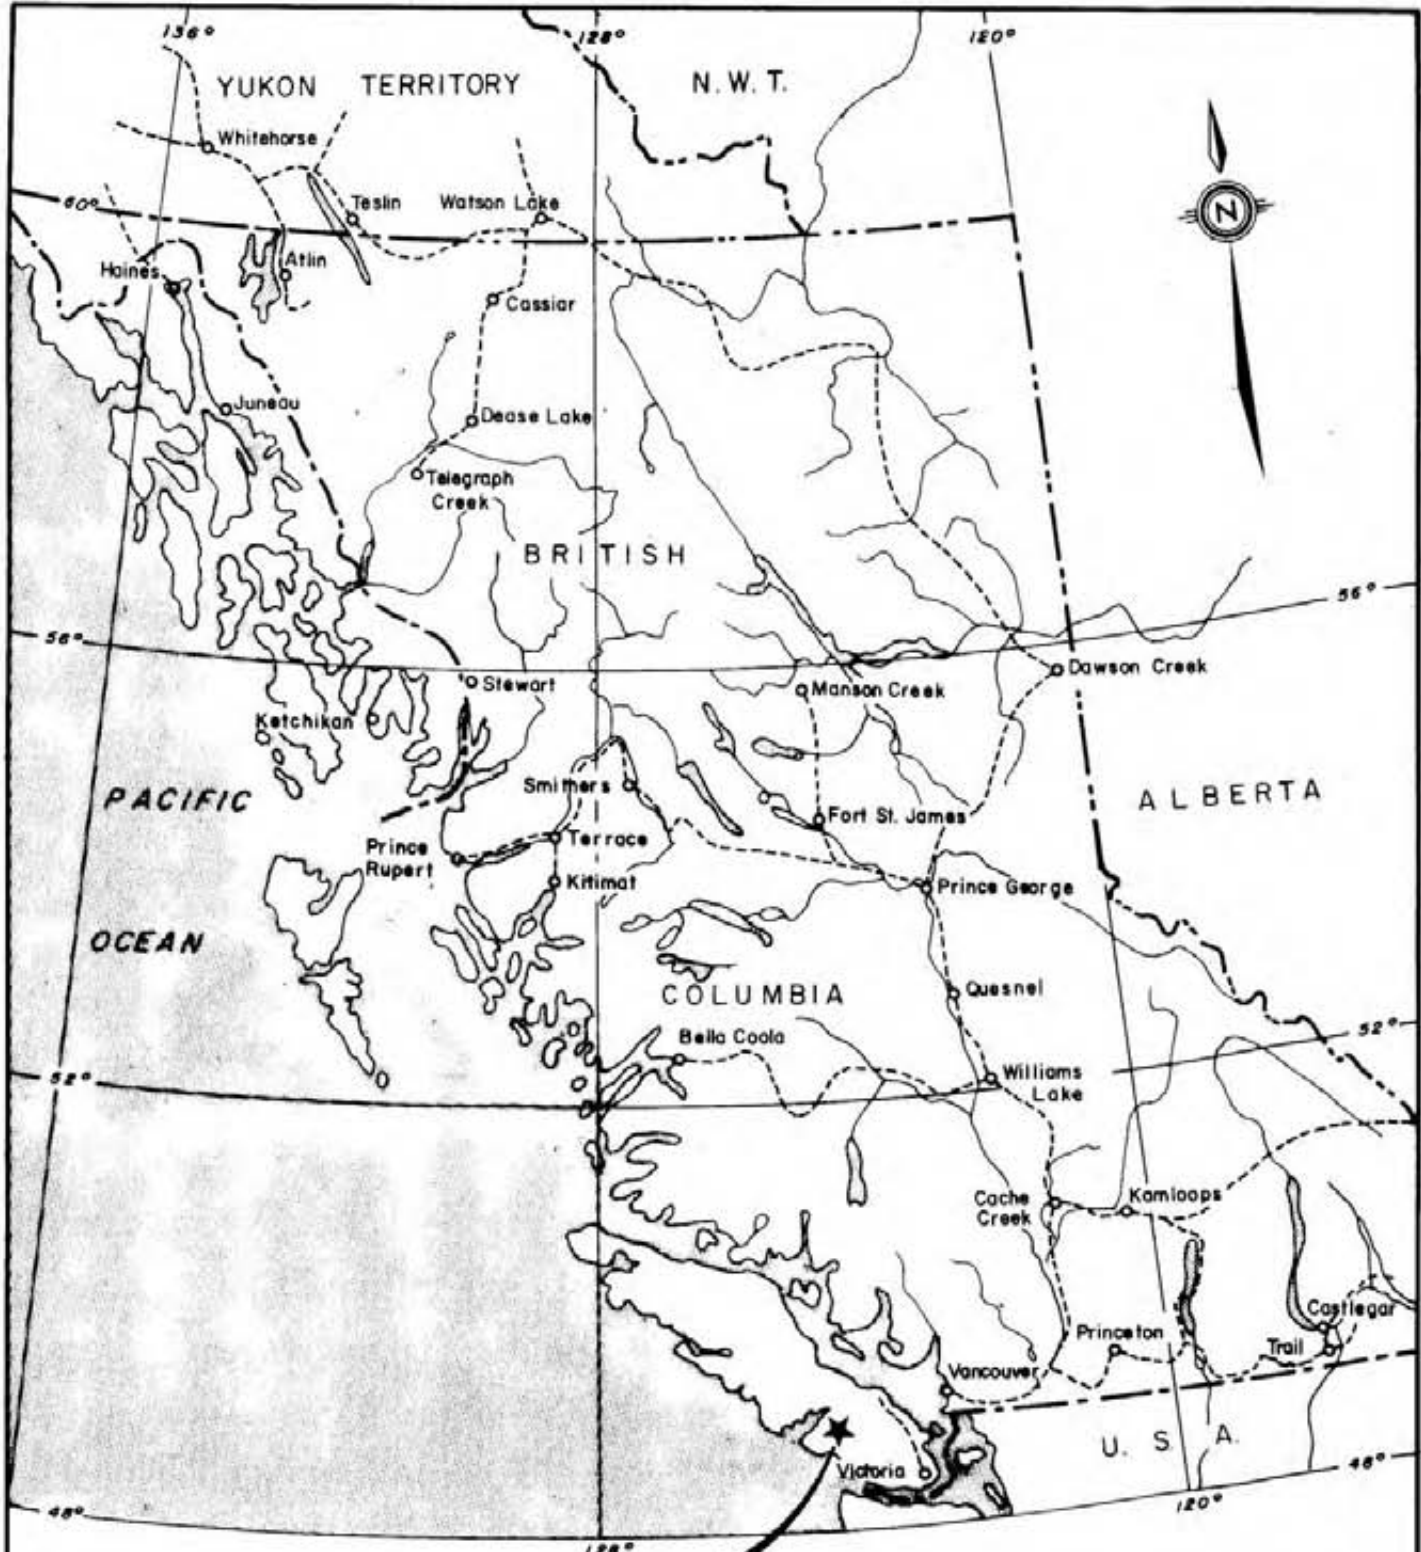 136°
128°
120°
YUKON TERRITORY
N.W.T.
Whitehorse
60°
Teslin
Watson Lake
N
Haines
Atlin
Cassiar
Juneau
Dease Lake
Telegraph
Creek
BRITISH
56°
56°
Stewart
Manson Creek
Dawson Creek
Ketchikan
PACIFIC
Smithers
ALBERTA
Fort St. James
Prince
Rupert
Terrace
Kitimat
Prince George
OCEAN
COLUMBIA
Quesnel
Bella Coola
52°
52°
Williams
Lake
Cache
Creek
Kamloops
Castlegar
Princeton
Trail
Vancouver
U. S. A.
Victoria
48°
48°
120°
128°